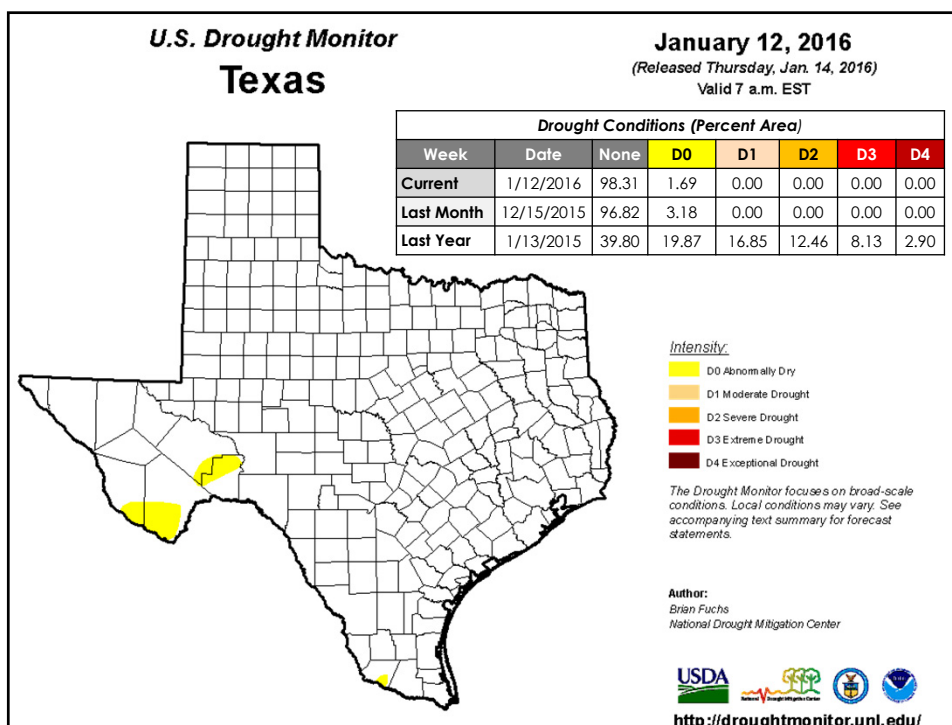 U.S. Drought Monitor
Texas
January 12, 2016
(Released Thursday, Jan. 14, 2016)
Valid 7 a.m. EST
Drought Conditions (Percent Area)
Week Date None D0 D1 D2 D3 D4
Current 1/12/2016 98.31 1.69 0.00 0.00 0.00 0.00
Last Month 12/15/2015 96.82 3.18 0.00 0.00 0.00 0.00
Last Year 1/13/2015 39.80 19.87 16.85 12.46 8.13 2.90
Intensity:
D0 Abnormally Dry
D1 Moderate Drought
D2 Severe Drought
D3 Extreme Drought
D4 Exceptional Drought
The Drought Monitor focuses on broad-scale
conditions. Local conditions may vary. See
accompanying text summary for forecast
statements.
Author:
Brian Fuchs
National Drought Mitigation Center
USDA
National Drought Mitigation Center
http://droughtmonitor.unl.edu/